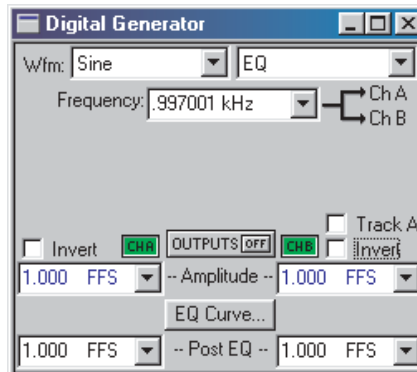 Digital Generator
Wfm: Sine EQ
Frequency: .997001 kHz Ch A
Ch B
Track A
Invert CHA OUTPUTS OFF CHB Invert
1.000 FFS -- Amplitude -- 1.000 FFS
EQ Curve...
1.000 FFS -- Post EQ -- 1.000 FFS